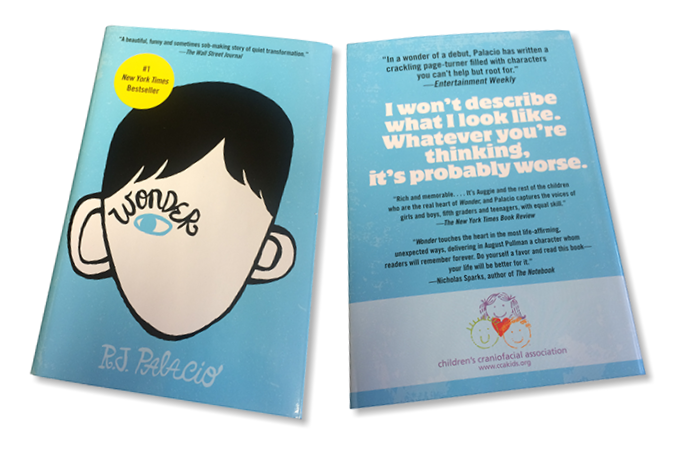 "A beautiful, funny and sometimes sob-making story of quiet transformation."
—The Wall Street Journal
#1
New York Times
Bestseller
WONDER
R.J. PALACIO
"In a wonder of a debut, Palacio has written a
crackling page-turner filled with characters
you can't help but root for."
—Entertainment Weekly
I won't describe
what I look like.
Whatever you're
thinking,
it's probably worse.
"Rich and memorable. . . . It's Auggie and the rest of the children
who are the real heart of Wonder, and Palacio captures the voices of
girls and boys, fifth graders and teenagers, with equal skill."
—The New York Times Book Review
"Wonder touches the heart in the most life-affirming,
unexpected ways, delivering in August Pullman a character whom
readers will remember forever. Do yourself a favor and read this book—
your life will be better for it."
—Nicholas Sparks, author of The Notebook
children's craniofacial association
www.ccakids.org